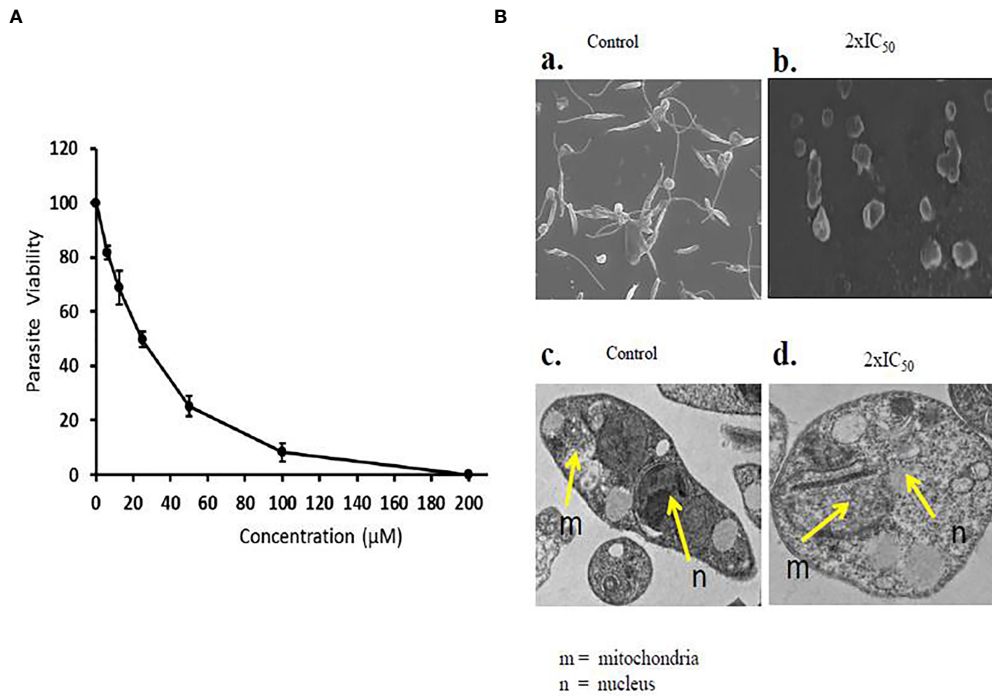 A
B
Control
2xIC50
a.
b.
120
100
80
60
40
20
0
Parasite Viability
0 20 40 60 80 100 120 140 160 180 200
Concentration (µM)
Control
2xIC50
c.
d.
m
n
m
n
m = mitochondria
n = nucleus